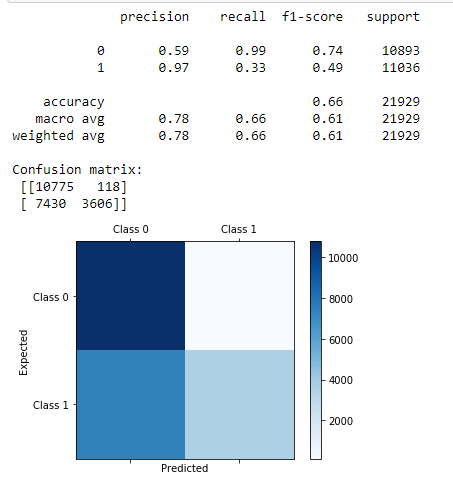 precision recall f1-score support
0 0.59 0.99 0.74 10893
1 0.97 0.33 0.49 11036
accuracy 0.66 21929
macro avg 0.78 0.66 0.61 21929
weighted avg 0.78 0.66 0.61 21929
Confusion matrix:
[[10775 118]
[ 7430 3606]]
Class 0 Class 1
10000
Class 0
8000
Expected
6000
4000
Class 1
2000
Predicted